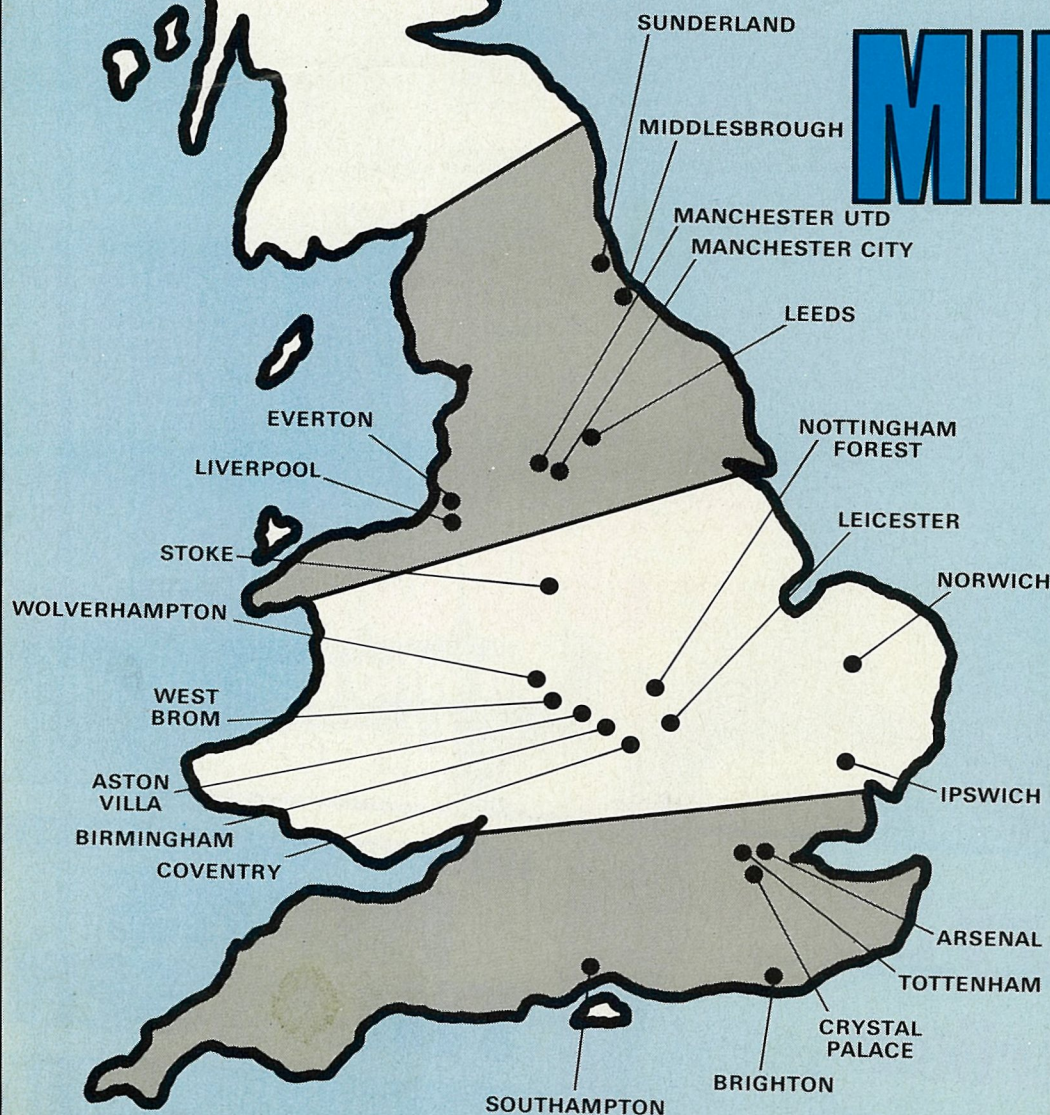 SUNDERLAND
MIDDLESBROUGH
MANCHESTER UTD
MANCHESTER CITY
LEEDS
EVERTON
LIVERPOOL
NOTTINGHAM
FOREST
LEICESTER
STOKE
NORWICH
WOLVERHAMPTON
WEST
BROM
ASTON
VILLA
IPSWICH
BIRMINGHAM
COVENTRY
ARSENAL
TOTTENHAM
CRYSTAL
PALACE
BRIGHTON
SOUTHAMPTON